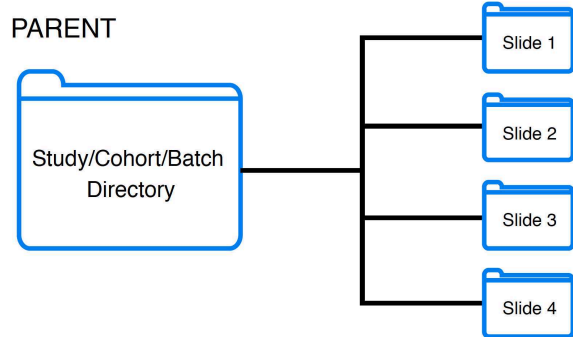 PARENT
Study/Cohort/Batch
Directory
Slide 1
Slide 2
Slide 3
Slide 4